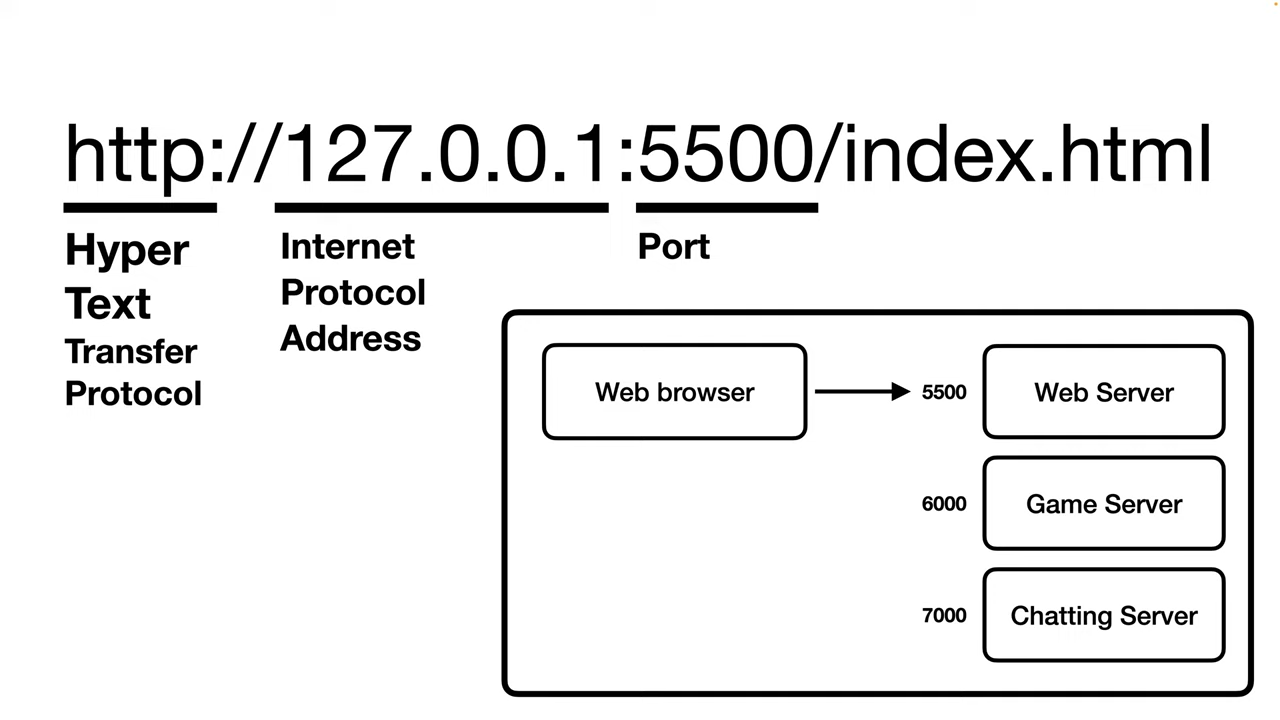 http://127.0.0.1:5500/index.html
Hyper
Text
Transfer
Protocol
Internet
Protocol
Address
Port
Web browser
5500
Web Server
6000
Game Server
7000
Chatting Server